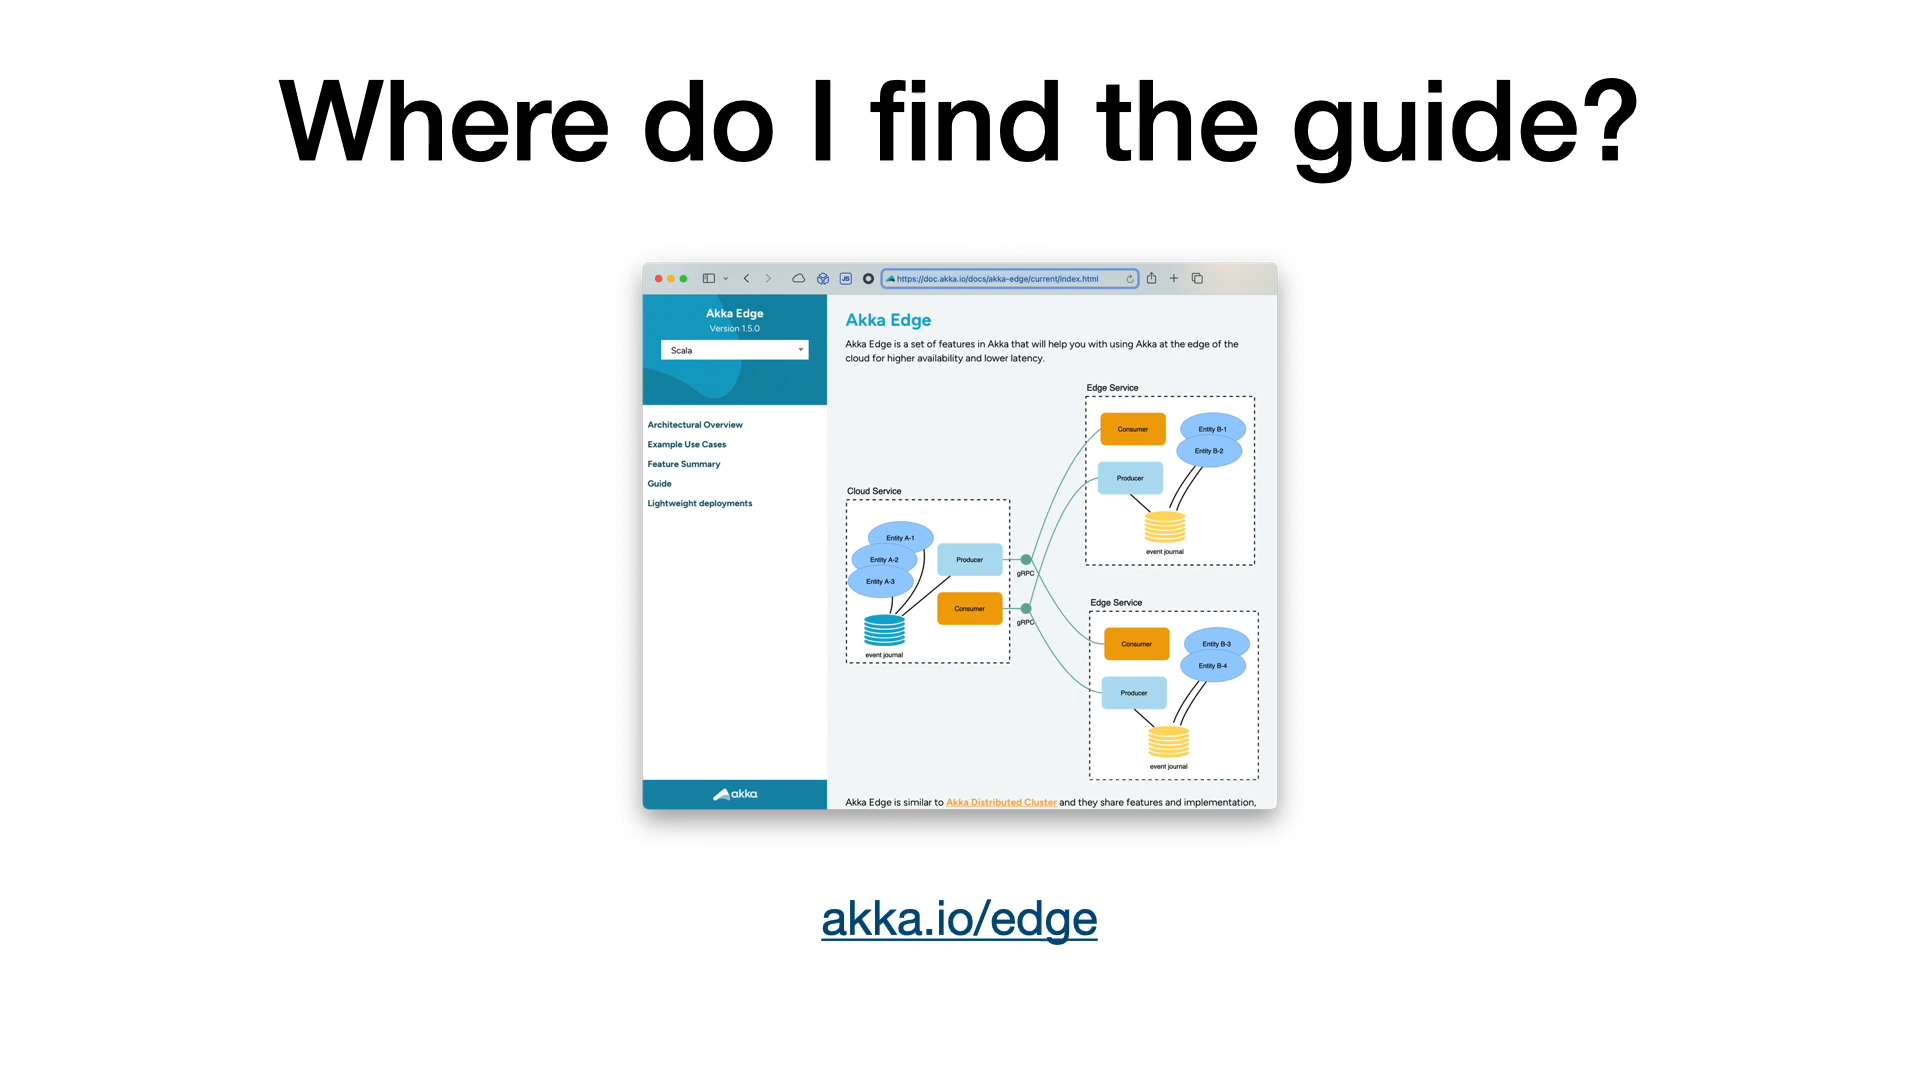 Where do I find the guide?
JS
https://doc.akka.io/docs/akka-edge/current/index.html
Akka Edge
Version 1.5.0
Scala
Architectural Overview
Example Use Cases
Feature Summary
Guide
Lightweight deployments
akka
Akka Edge
Akka Edge is a set of features in Akka that will help you with using Akka at the edge of the
cloud for higher availability and lower latency.
Cloud Service
Entity A-1
Entity A-2
Entity A-3
Producer
Consumer
event journal
gRPC
gRPC
Edge Service
Consumer
Entity B-1
Entity B-2
Producer
event journal
Edge Service
Consumer
Entity B-3
Entity B-4
Producer
event journal
Akka Edge is similar to Akka Distributed Cluster and they share features and implementation,
akka.io/edge